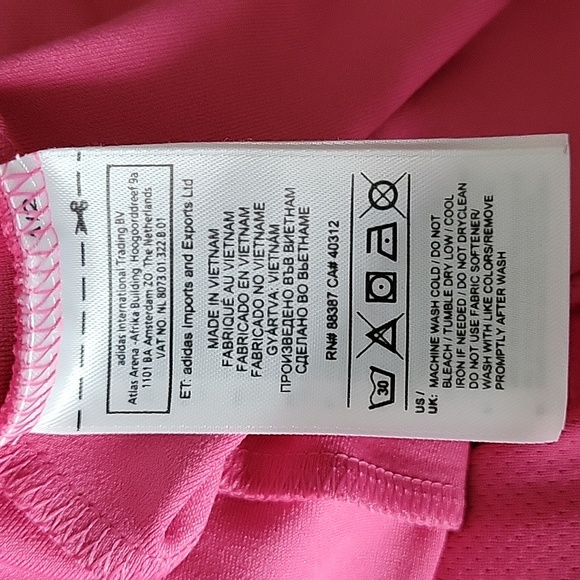 1/2
adidas International Trading BV
Atlas Arena -Afrika Building, Hoogoorddreef 9a
1101 BA Amsterdam ZO The Netherlands
VAT NO. NL 8073.01.322.B.01
ET: adidas Imports and Exports Ltd
MADE IN VIETNAM
FABRIQUÉ AU VIETNAM
FABRICADO EN VIETNAM
FABRICADO NO VIETNAME
GYÁRTVA: VIETNAM
ПРОИЗВЕДЕНО ВЪВ ВИЕТНАМ
СДЕЛАНО ВО ВЬЕТНАМЕ
RN# 88387 CA# 40312
30
US /
UK: MACHINE WASH COLD / DO NOT
BLEACH / TUMBLE DRY LOW / COOL
IRON IF NEEDED / DO NOT DRYCLEAN
DO NOT USE FABRIC SOFTENER/
WASH WITH LIKE COLORS/REMOVE
PROMPTLY AFTER WASH